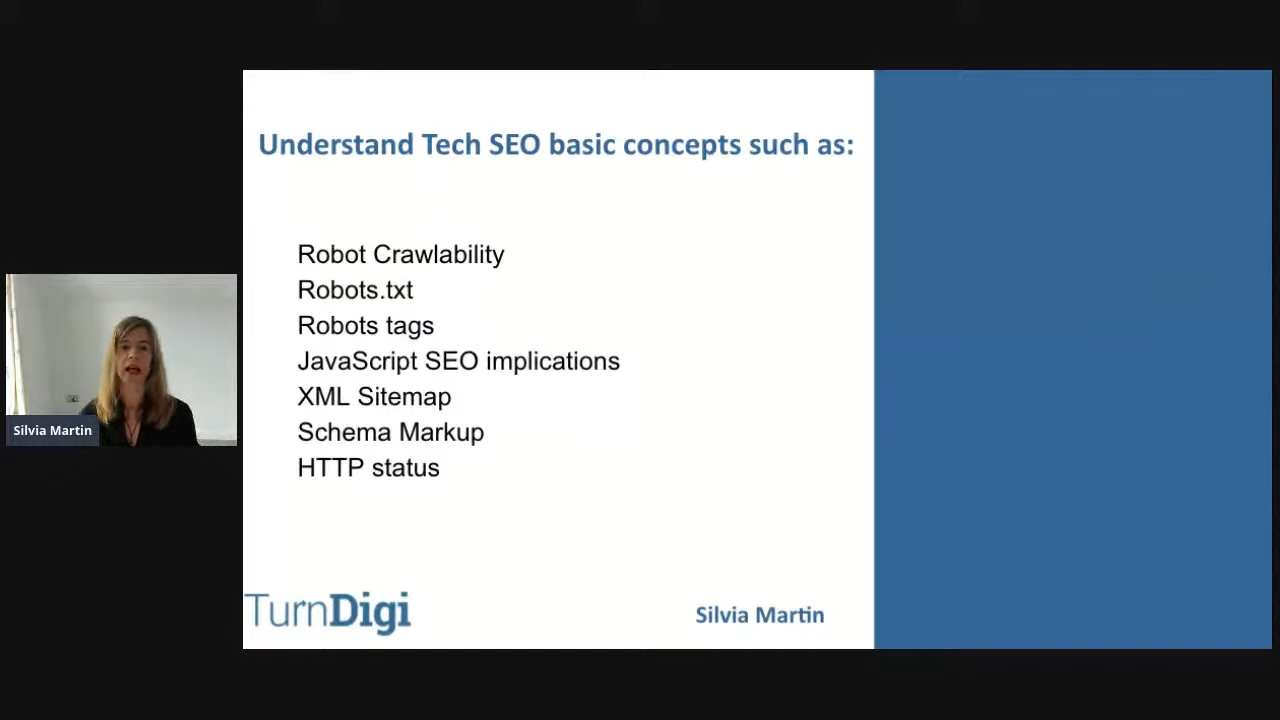 Understand Tech SEO basic concepts such as:
Robot Crawlability
Robots.txt
Robots tags
JavaScript SEO implications
XML Sitemap
Schema Markup
HTTP status
Silvia Martin
TurnDigi
Silvia Martin